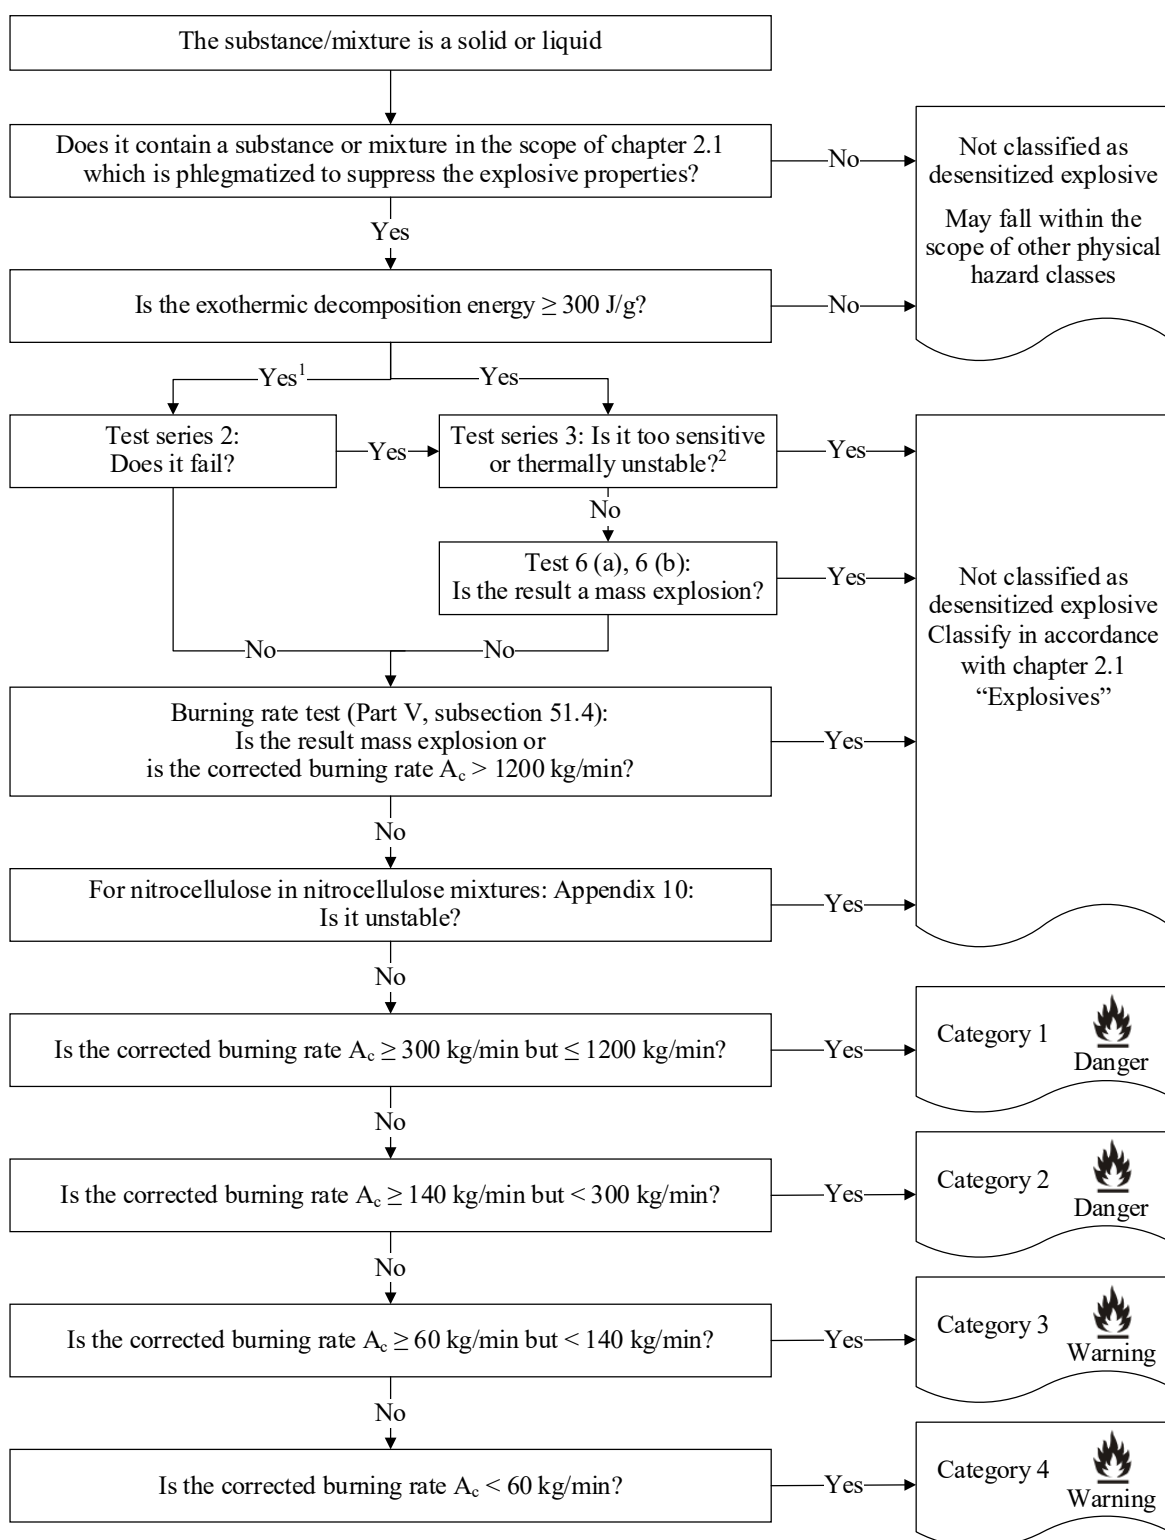 The substance/mixture is a solid or liquid
Does it contain a substance or mixture in the scope of chapter 2.1
which is phlegmatized to suppress the explosive properties?
No
Not classified as
desensitized explosive
May fall within the
scope of other physical
hazard classes
Yes
Is the exothermic decomposition energy ≥ 300 J/g?
No
Yes¹
Yes
Test series 2:
Does it fail?
Yes
Test series 3: Is it too sensitive
or thermally unstable?²
Yes
No
Test 6 (a), 6 (b):
Is the result a mass explosion?
Yes
Not classified as
desensitized explosive
Classify in accordance
with chapter 2.1
“Explosives”
No
No
Burning rate test (Part V, subsection 51.4):
Is the result mass explosion or
is the corrected burning rate Ac > 1200 kg/min?
Yes
No
For nitrocellulose in nitrocellulose mixtures: Appendix 10:
Is it unstable?
Yes
No
Is the corrected burning rate Ac ≥ 300 kg/min but ≤ 1200 kg/min?
Yes
Category 1
Danger
No
Is the corrected burning rate Ac ≥ 140 kg/min but < 300 kg/min?
Yes
Category 2
Danger
No
Is the corrected burning rate Ac ≥ 60 kg/min but < 140 kg/min?
Yes
Category 3
Warning
No
Is the corrected burning rate Ac < 60 kg/min?
Yes
Category 4
Warning